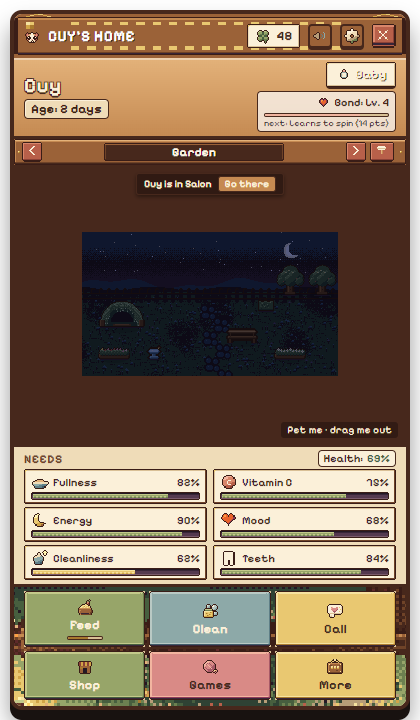 GUY'S HOME
48
Guy
Baby
Age: 2 days
Bond: Lv. 4
next: Learns to spin (14 pts)
Garden
Guy is in Salon
Go there
Pet me · drag me out
NEEDS
Health: 69%
Fullness
82%
Vitamin C
78%
Energy
90%
Mood
68%
Cleanliness
62%
Teeth
84%
Feed
Clean
Call
Shop
Games
More